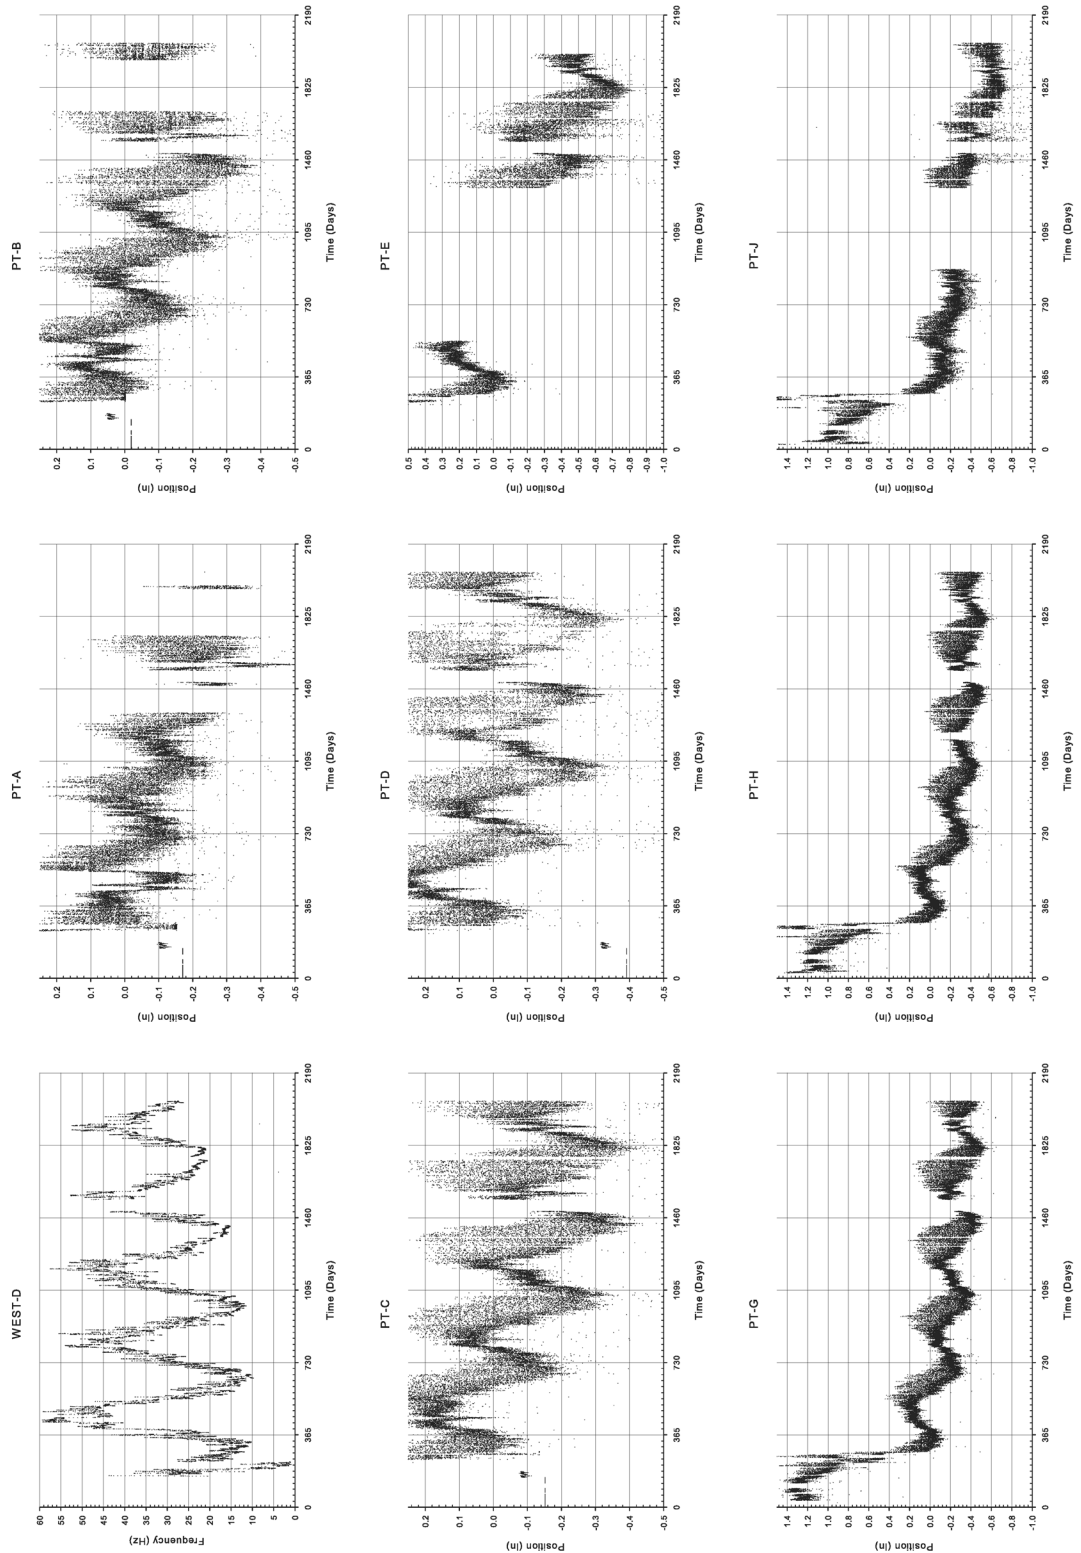 WEST-D
Frequency (Hz)
60
55
50
45
40
35
30
25
20
15
10
5
0
0 365 730 1095 1460 1825 2190
Time (Days)
PT-A
Position (in)
0.2
0.1
0.0
-0.1
-0.2
-0.3
-0.4
-0.5
0 365 730 1095 1460 1825 2190
Time (Days)
PT-B
Position (in)
0.2
0.1
0.0
-0.1
-0.2
-0.3
-0.4
-0.5
0 365 730 1095 1460 1825 2190
Time (Days)
PT-C
Position (in)
0.2
0.1
0.0
-0.1
-0.2
-0.3
-0.4
-0.5
0 365 730 1095 1460 1825 2190
Time (Days)
PT-D
Position (in)
0.2
0.1
0.0
-0.1
-0.2
-0.3
-0.4
-0.5
0 365 730 1095 1460 1825 2190
Time (Days)
PT-E
Position (in)
0.5
0.4
0.3
0.2
0.1
0.0
-0.1
-0.2
-0.3
-0.4
-0.5
-0.6
-0.7
-0.8
-0.9
-1.0
0 365 730 1095 1460 1825 2190
Time (Days)
PT-G
Position (in)
1.4
1.2
1.0
0.8
0.6
0.4
0.2
0.0
-0.2
-0.4
-0.6
-0.8
-1.0
0 365 730 1095 1460 1825 2190
Time (Days)
PT-H
Position (in)
1.4
1.2
1.0
0.8
0.6
0.4
0.2
0.0
-0.2
-0.4
-0.6
-0.8
-1.0
0 365 730 1095 1460 1825 2190
Time (Days)
PT-J
Position (in)
1.4
1.2
1.0
0.8
0.6
0.4
0.2
0.0
-0.2
-0.4
-0.6
-0.8
-1.0
0 365 730 1095 1460 1825 2190
Time (Days)